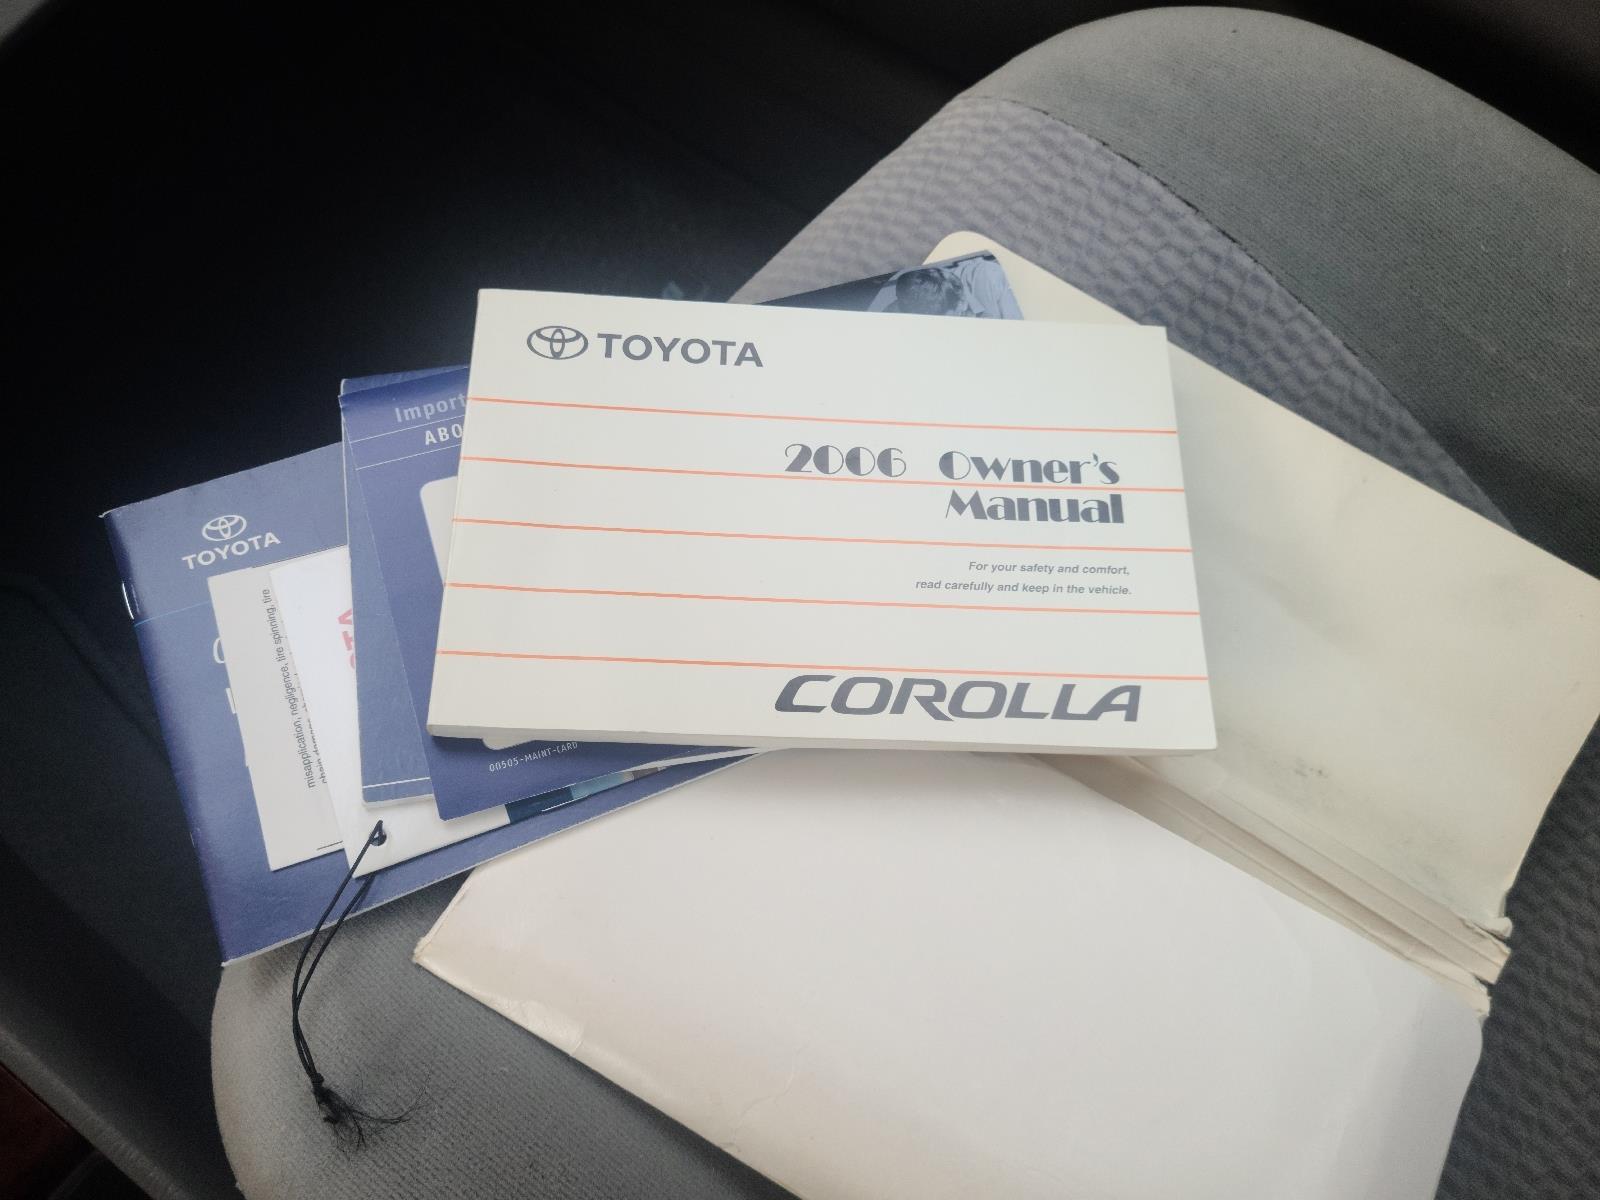 TOYOTA
2006 Owner's
Manual
For your safety and comfort,
read carefully and keep in the vehicle.
COROLLA
Import
ABO
00505-MAINT-CARD
TOYOTA
misapplication, negligence, tire spinning, tire